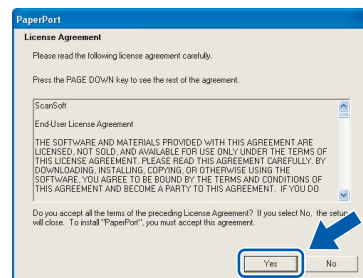 PaperPort
License Agreement
Please read the following license agreement carefully.
Press the PAGE DOWN key to see the rest of the agreement.
ScanSoft
End-User License Agreement
THE SOFTWARE AND MATERIALS PROVIDED WITH THIS AGREEMENT ARE
LICENSED, NOT SOLD, AND AVAILABLE FOR USE ONLY UNDER THE TERMS OF
THIS LICENSE AGREEMENT. PLEASE READ THIS AGREEMENT CAREFULLY. BY
DOWNLOADING, INSTALLING, COPYING, OR OTHERWISE USING THE
SOFTWARE, YOU AGREE TO BE BOUND BY THE TERMS AND CONDITIONS OF
THIS AGREEMENT AND BECOME A PARTY TO THIS AGREEMENT. IF YOU DO
Do you accept all the terms of the preceding License Agreement? If you select No, the setup
will close. To install "PaperPort", you must accept this agreement.
Yes
No